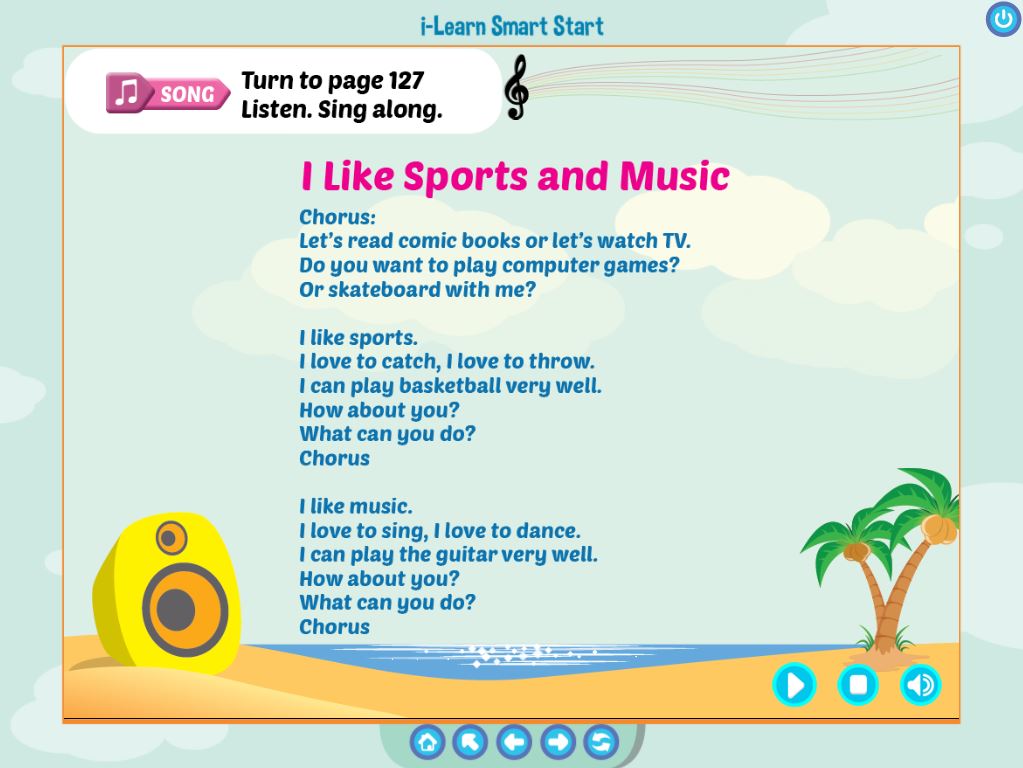 i-Learn Smart Start
SONG
Turn to page 127
Listen. Sing along.
I Like Sports and Music
Chorus:
Let's read comic books or let's watch TV.
Do you want to play computer games?
Or skateboard with me?
I like sports.
I love to catch, I love to throw.
I can play basketball very well.
How about you?
What can you do?
Chorus
I like music.
I love to sing, I love to dance.
I can play the guitar very well.
How about you?
What can you do?
Chorus